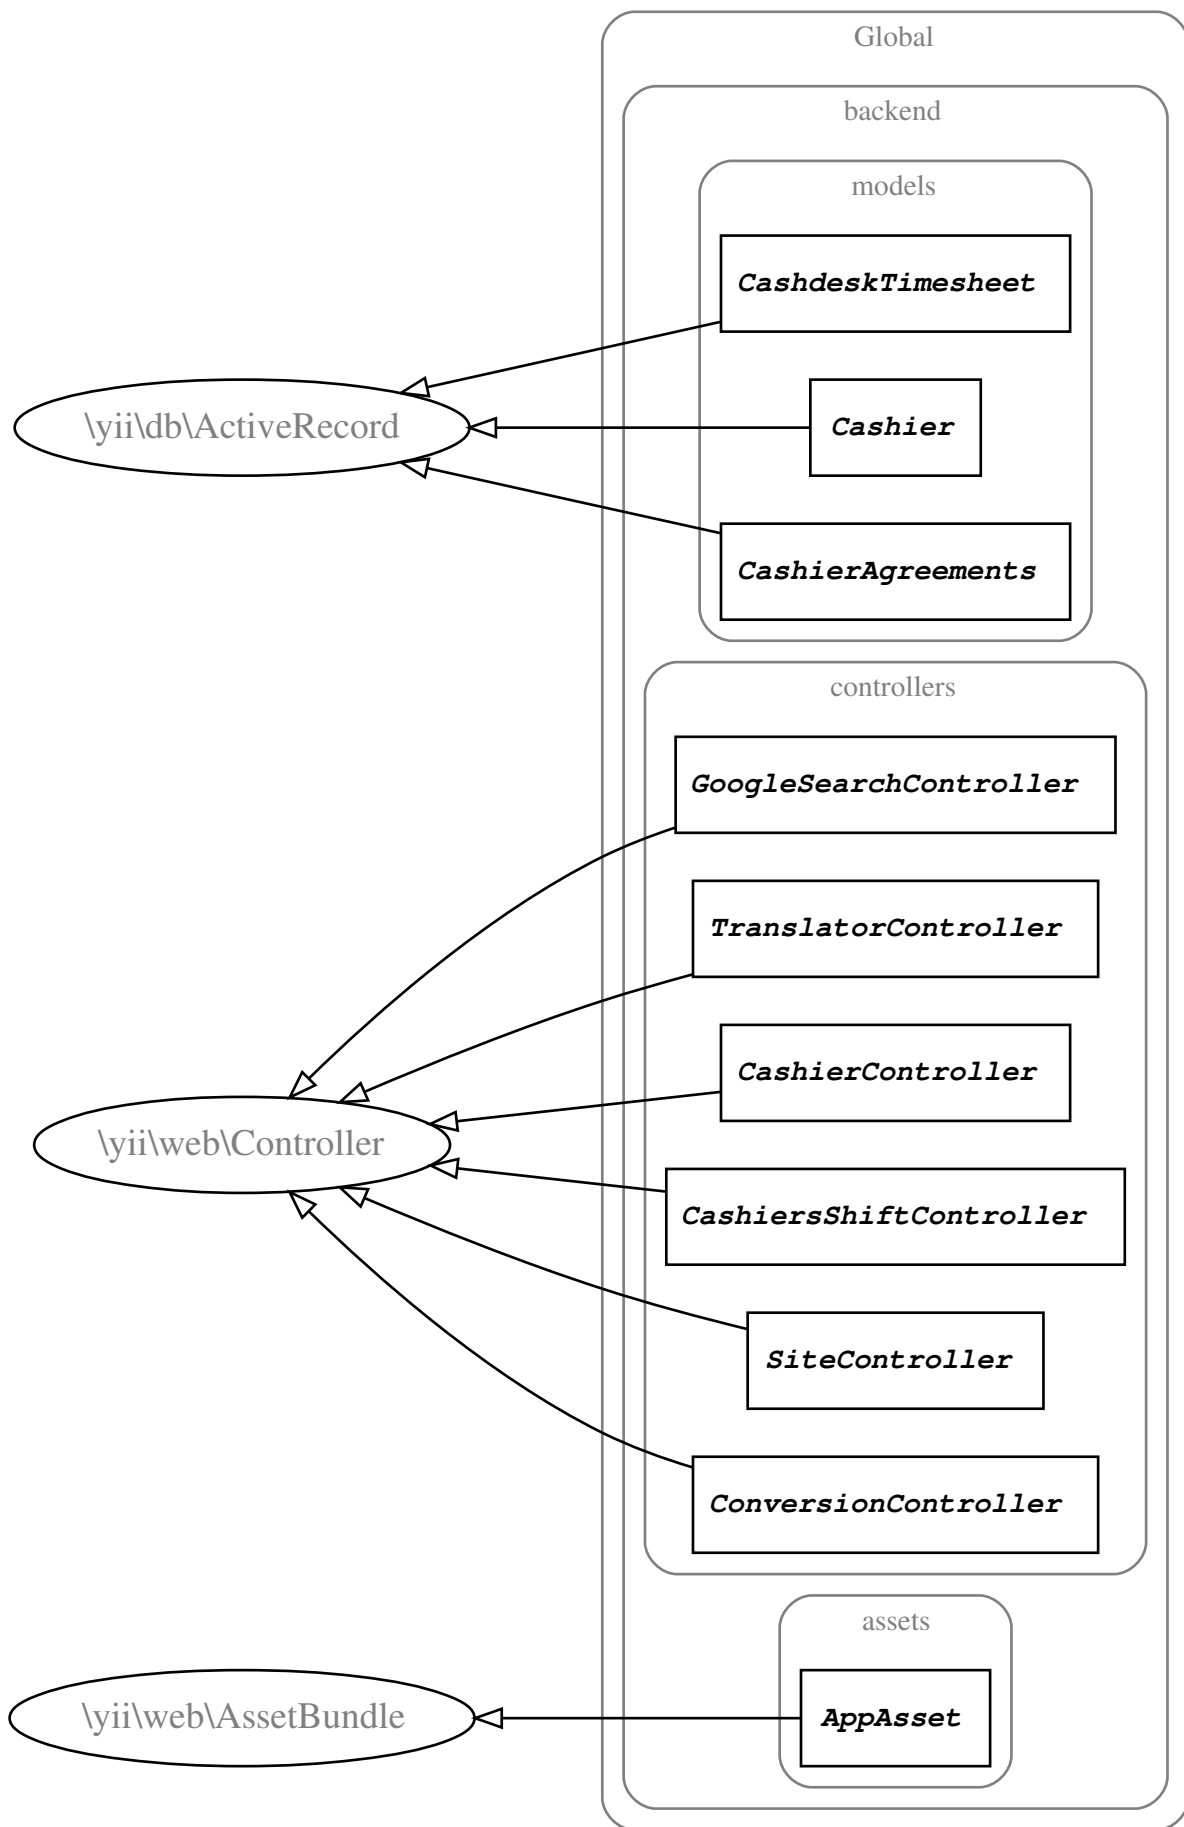 Global
backend
models
CashdeskTimesheet
\yii\db\ActiveRecord
Cashier
CashierAgreements
controllers
GoogleSearchController
TranslatorController
CashierController
\yii\web\Controller
CashiersShiftController
SiteController
ConversionController
assets
\yii\web\AssetBundle
AppAsset